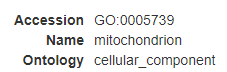 Accession GO:0005739
Name mitochondrion
Ontology cellular_component